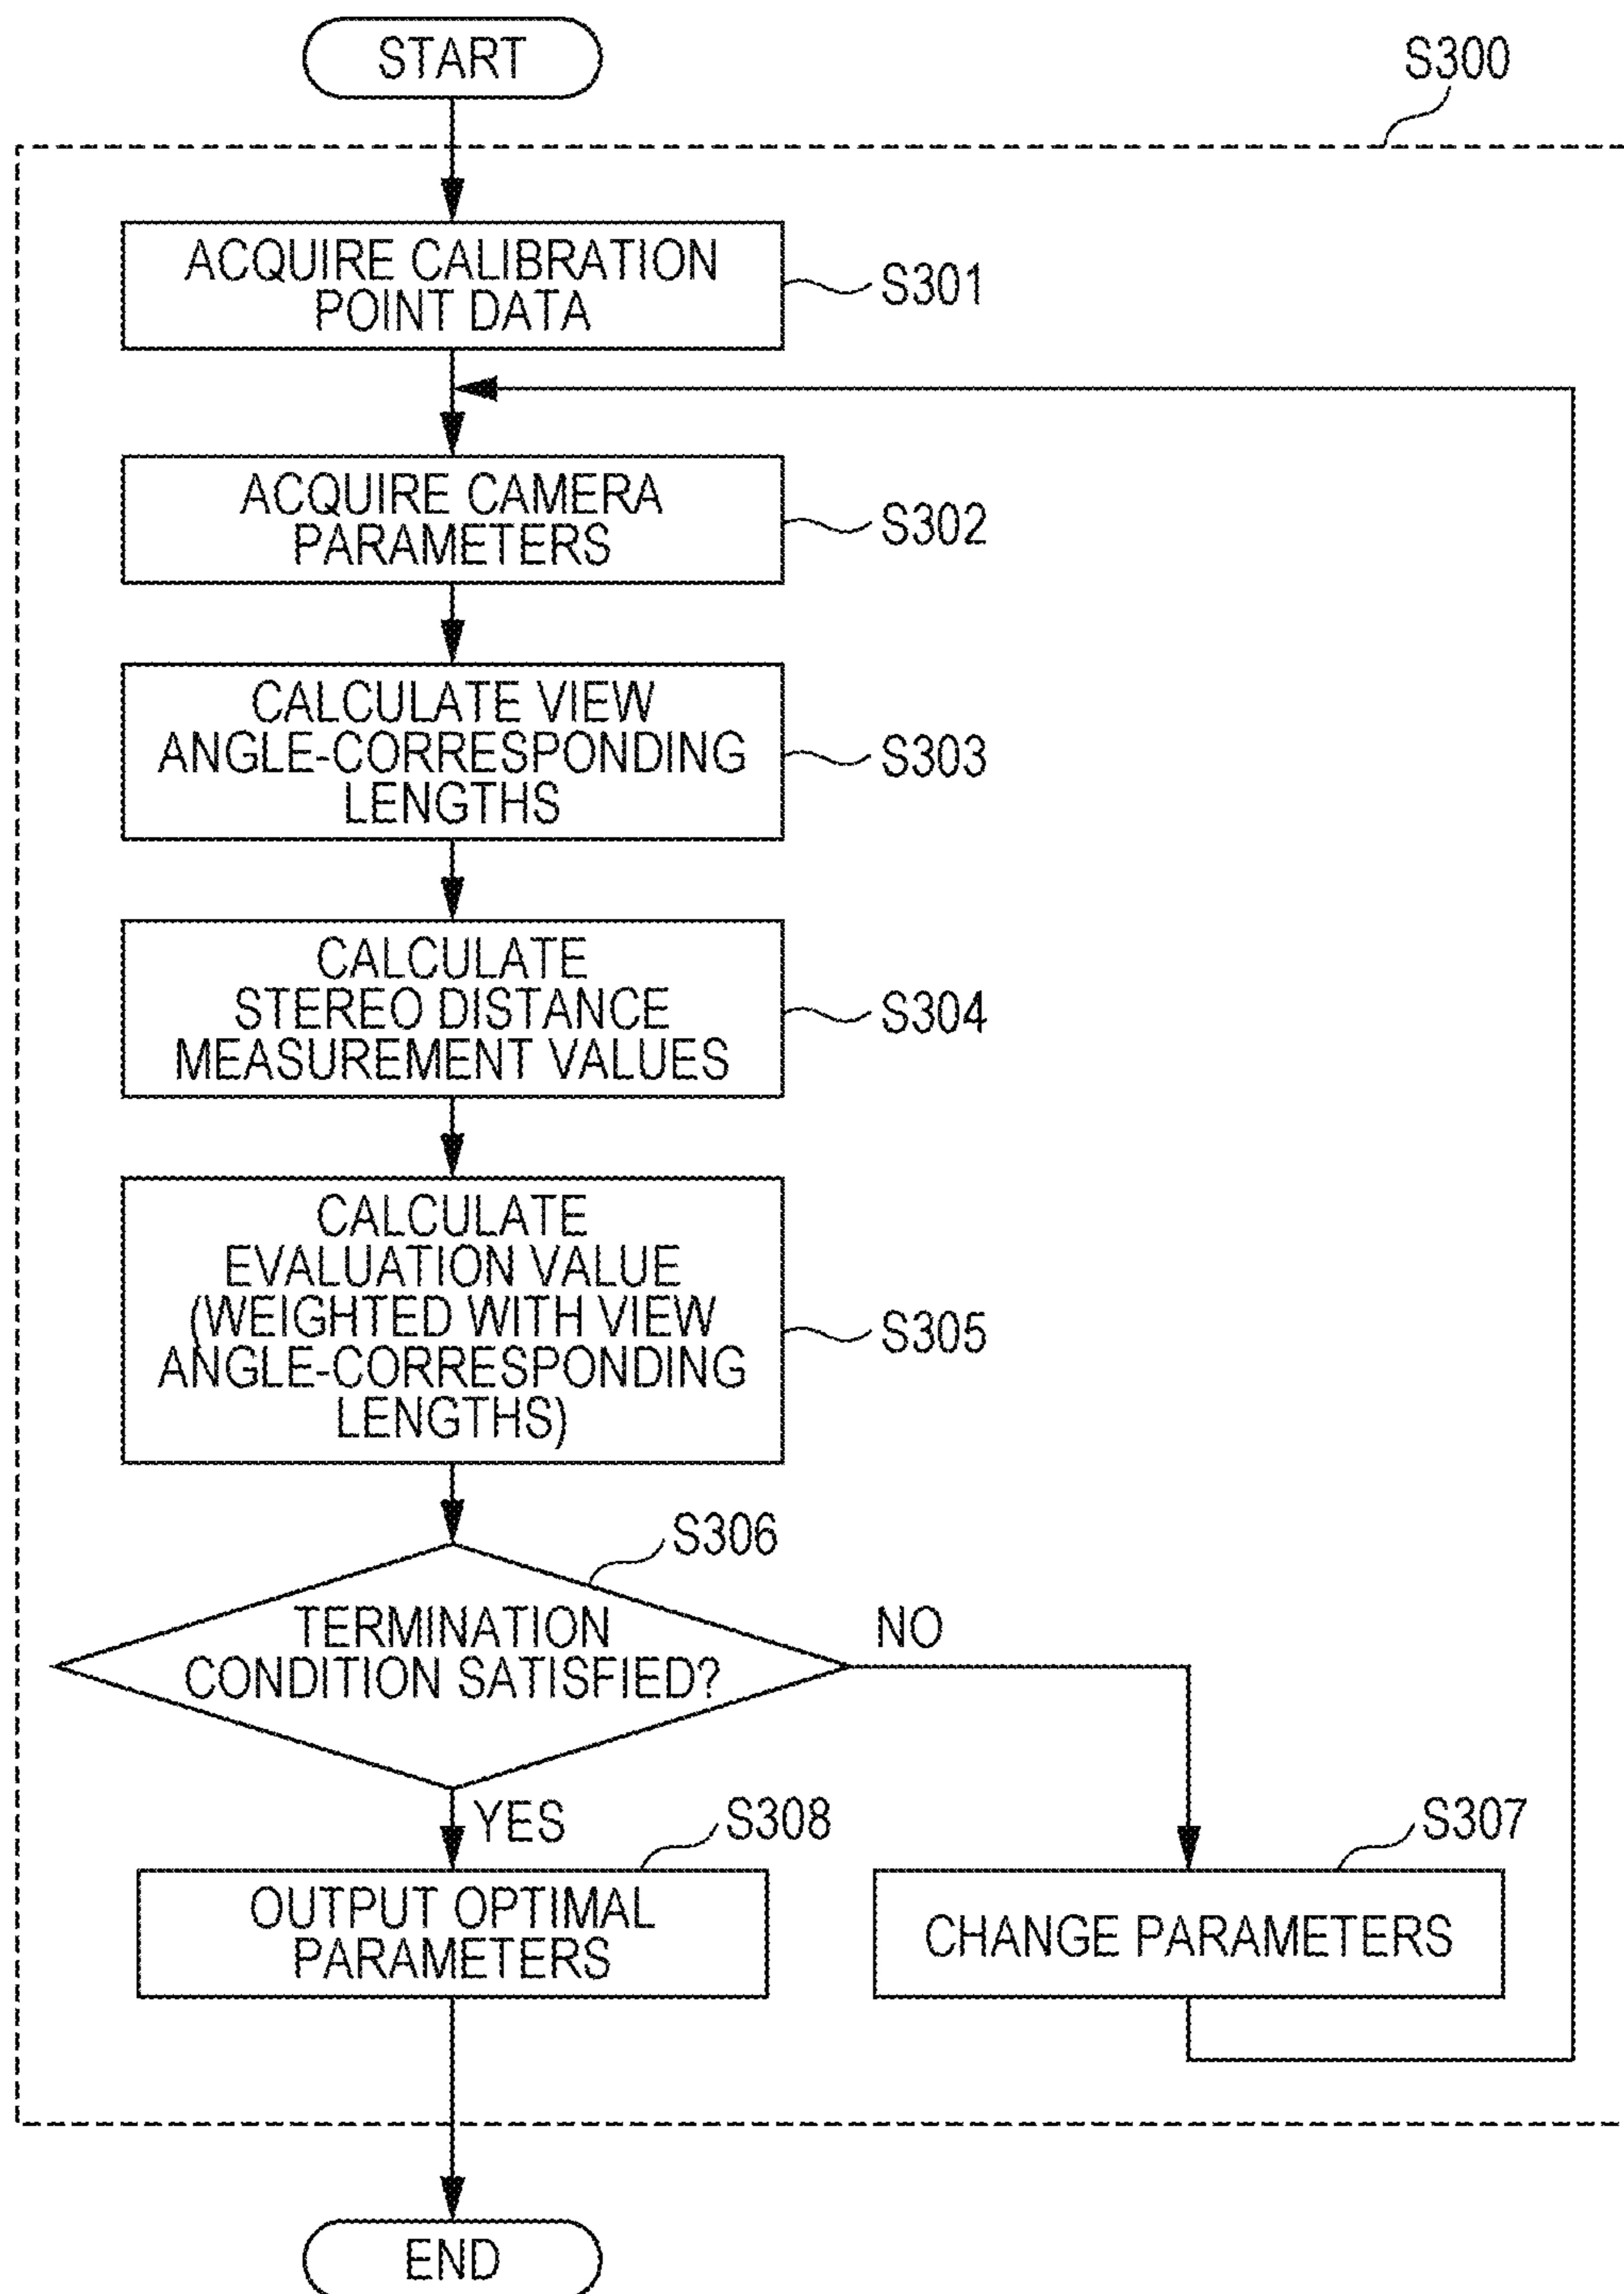 START
S300
ACQUIRE CALIBRATION
POINT DATA
S301
ACQUIRE CAMERA
PARAMETERS
S302
CALCULATE VIEW
ANGLE-CORRESPONDING
LENGTHS
S303
CALCULATE
STEREO DISTANCE
MEASUREMENT VALUES
S304
CALCULATE
EVALUATION VALUE
(WEIGHTED WITH VIEW
ANGLE-CORRESPONDING
LENGTHS)
S305
S306
TERMINATION
CONDITION SATISFIED?
NO
YES
S308
S307
OUTPUT OPTIMAL
PARAMETERS
CHANGE PARAMETERS
END